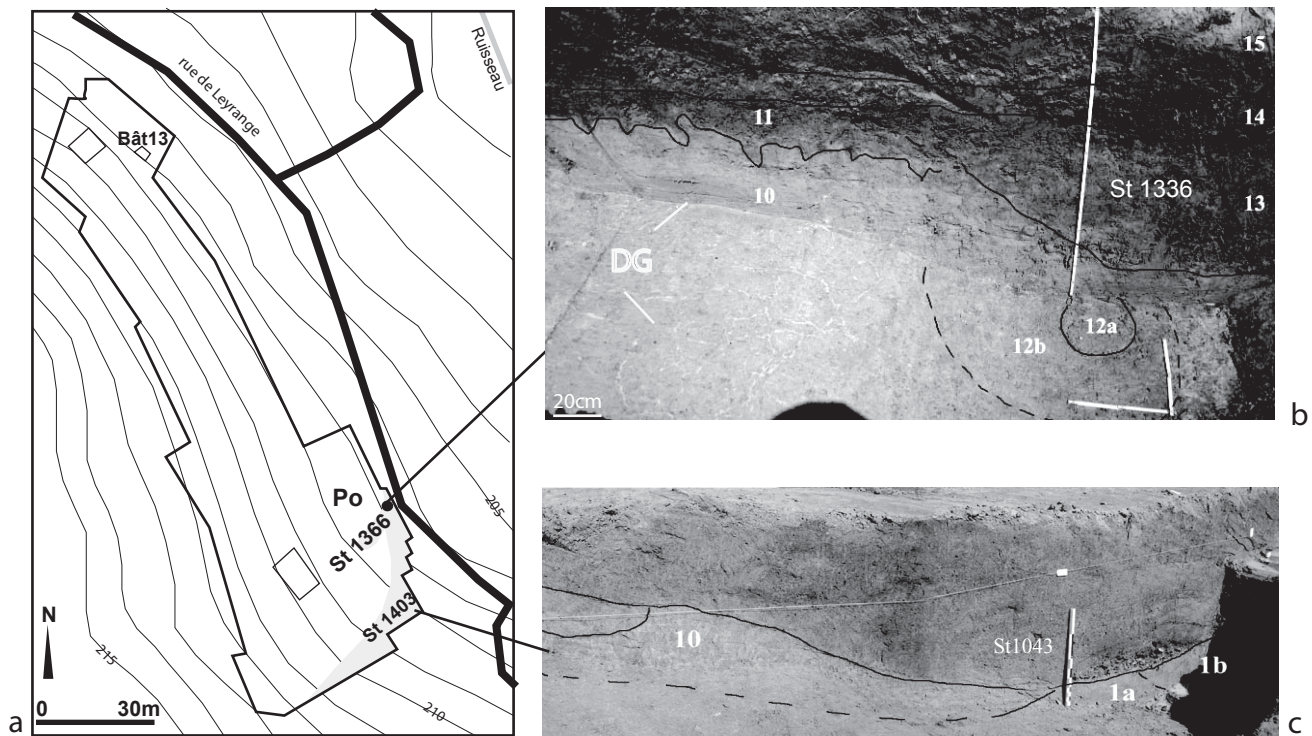 Ruisseau
rue de Leyrange
Bât13
Po
St 1366
St 1403
205
N
215
210
0 30m
a
15
11
14
10
St 1336
13
DG
12a
12b
20cm
b
10
St1043
1b
1a
c